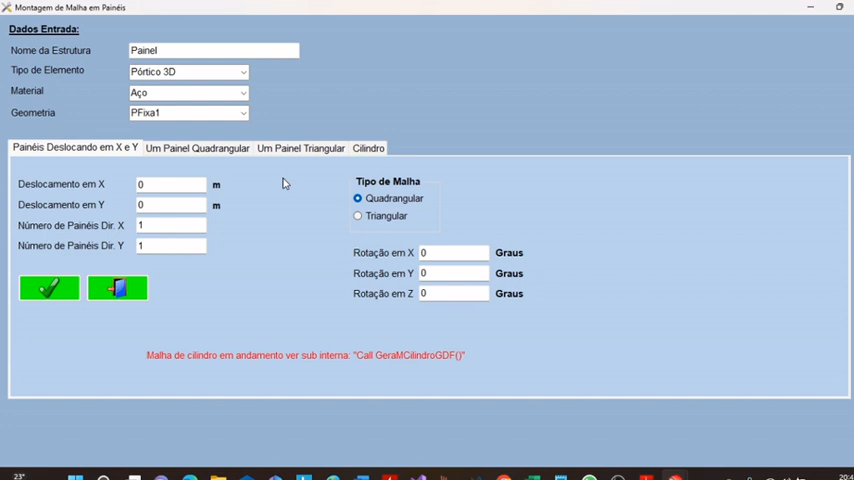 Montagem de Malha em Painéis
Dados Entrada:
Nome da Estrutura Painel
Tipo de Elemento Pórtico 3D
Material Aço
Geometria PFixa1
Painéis Deslocando em X e Y Um Painel Quadrangular Um Painel Triangular Cilindro
Deslocamento em X 0 m
Deslocamento em Y 0 m
Número de Painéis Dir. X 1
Número de Painéis Dir. Y 1
Tipo de Malha
Quadrangular
Triangular
Rotação em X 0 Graus
Rotação em Y 0 Graus
Rotação em Z 0 Graus
Malha de cilindro em andamento ver sub interna: "Call GeraMCilindroGDF()"
23°